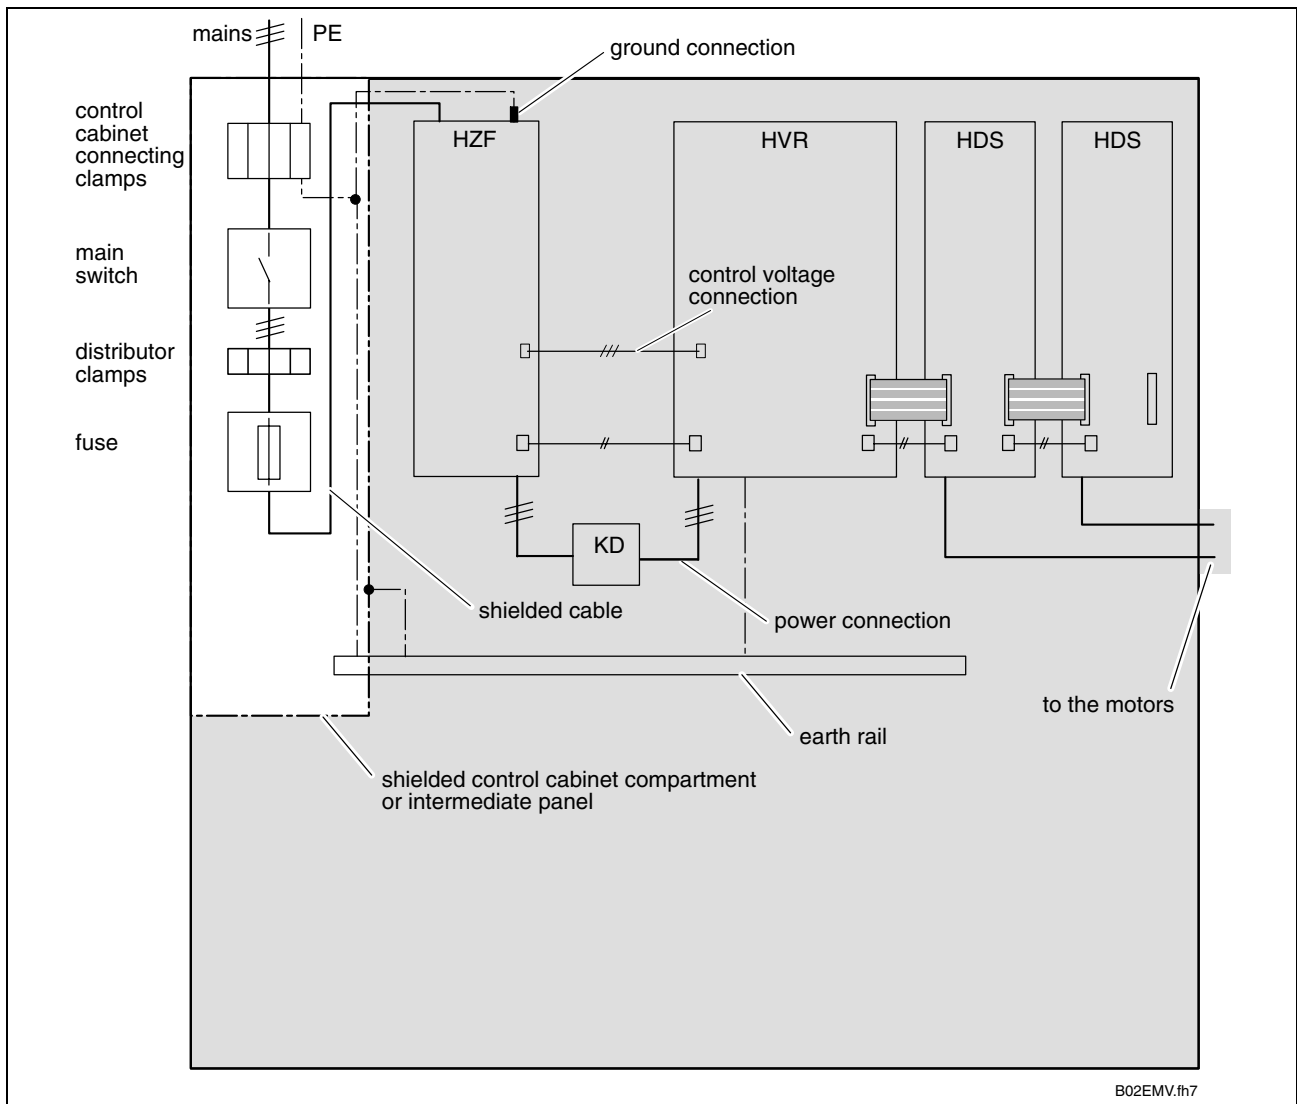 mains
PE
ground connection
control
cabinet
connecting
clamps
HZF
HVR
HDS
HDS
main
switch
control voltage
connection
distributor
clamps
fuse
KD
shielded cable
power connection
to the motors
earth rail
shielded control cabinet compartment
or intermediate panel
B02EMV.fh7